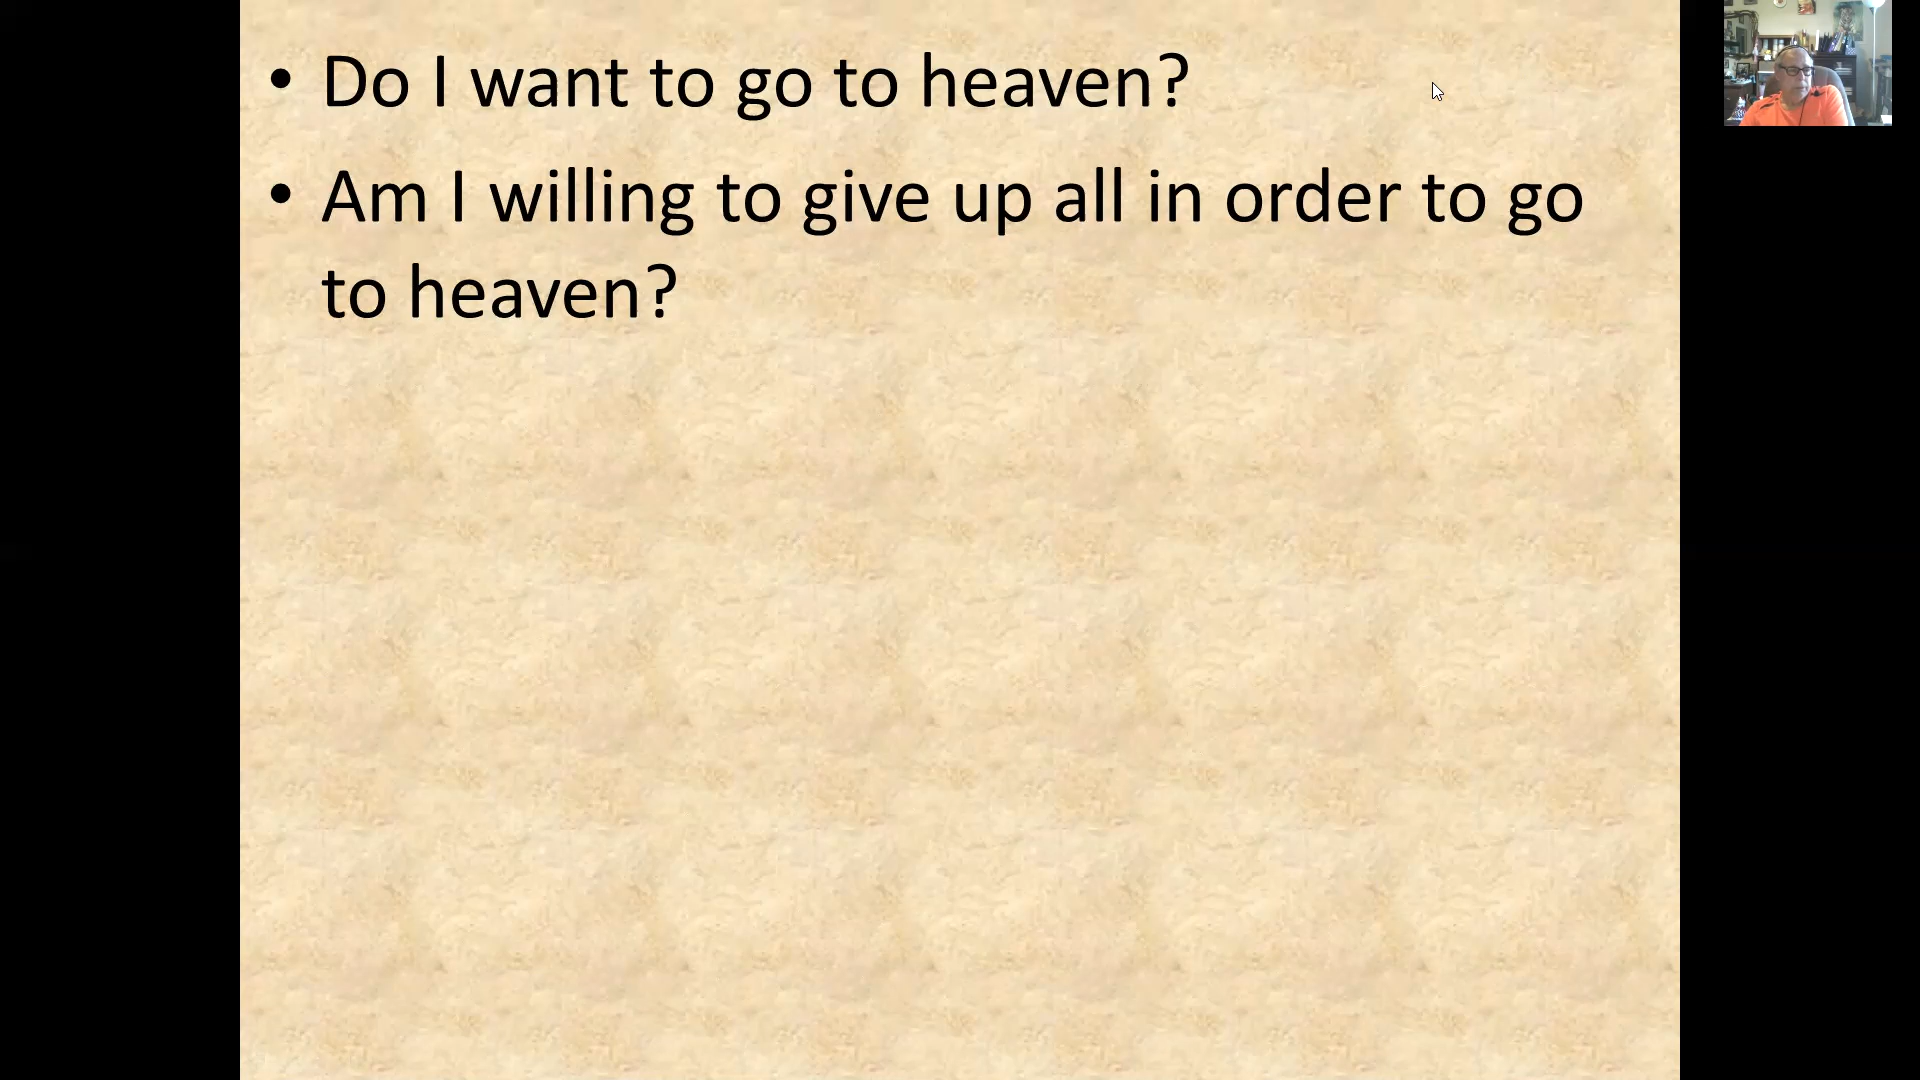 • Do I want to go to heaven?
• Am I willing to give up all in order to go
to heaven?